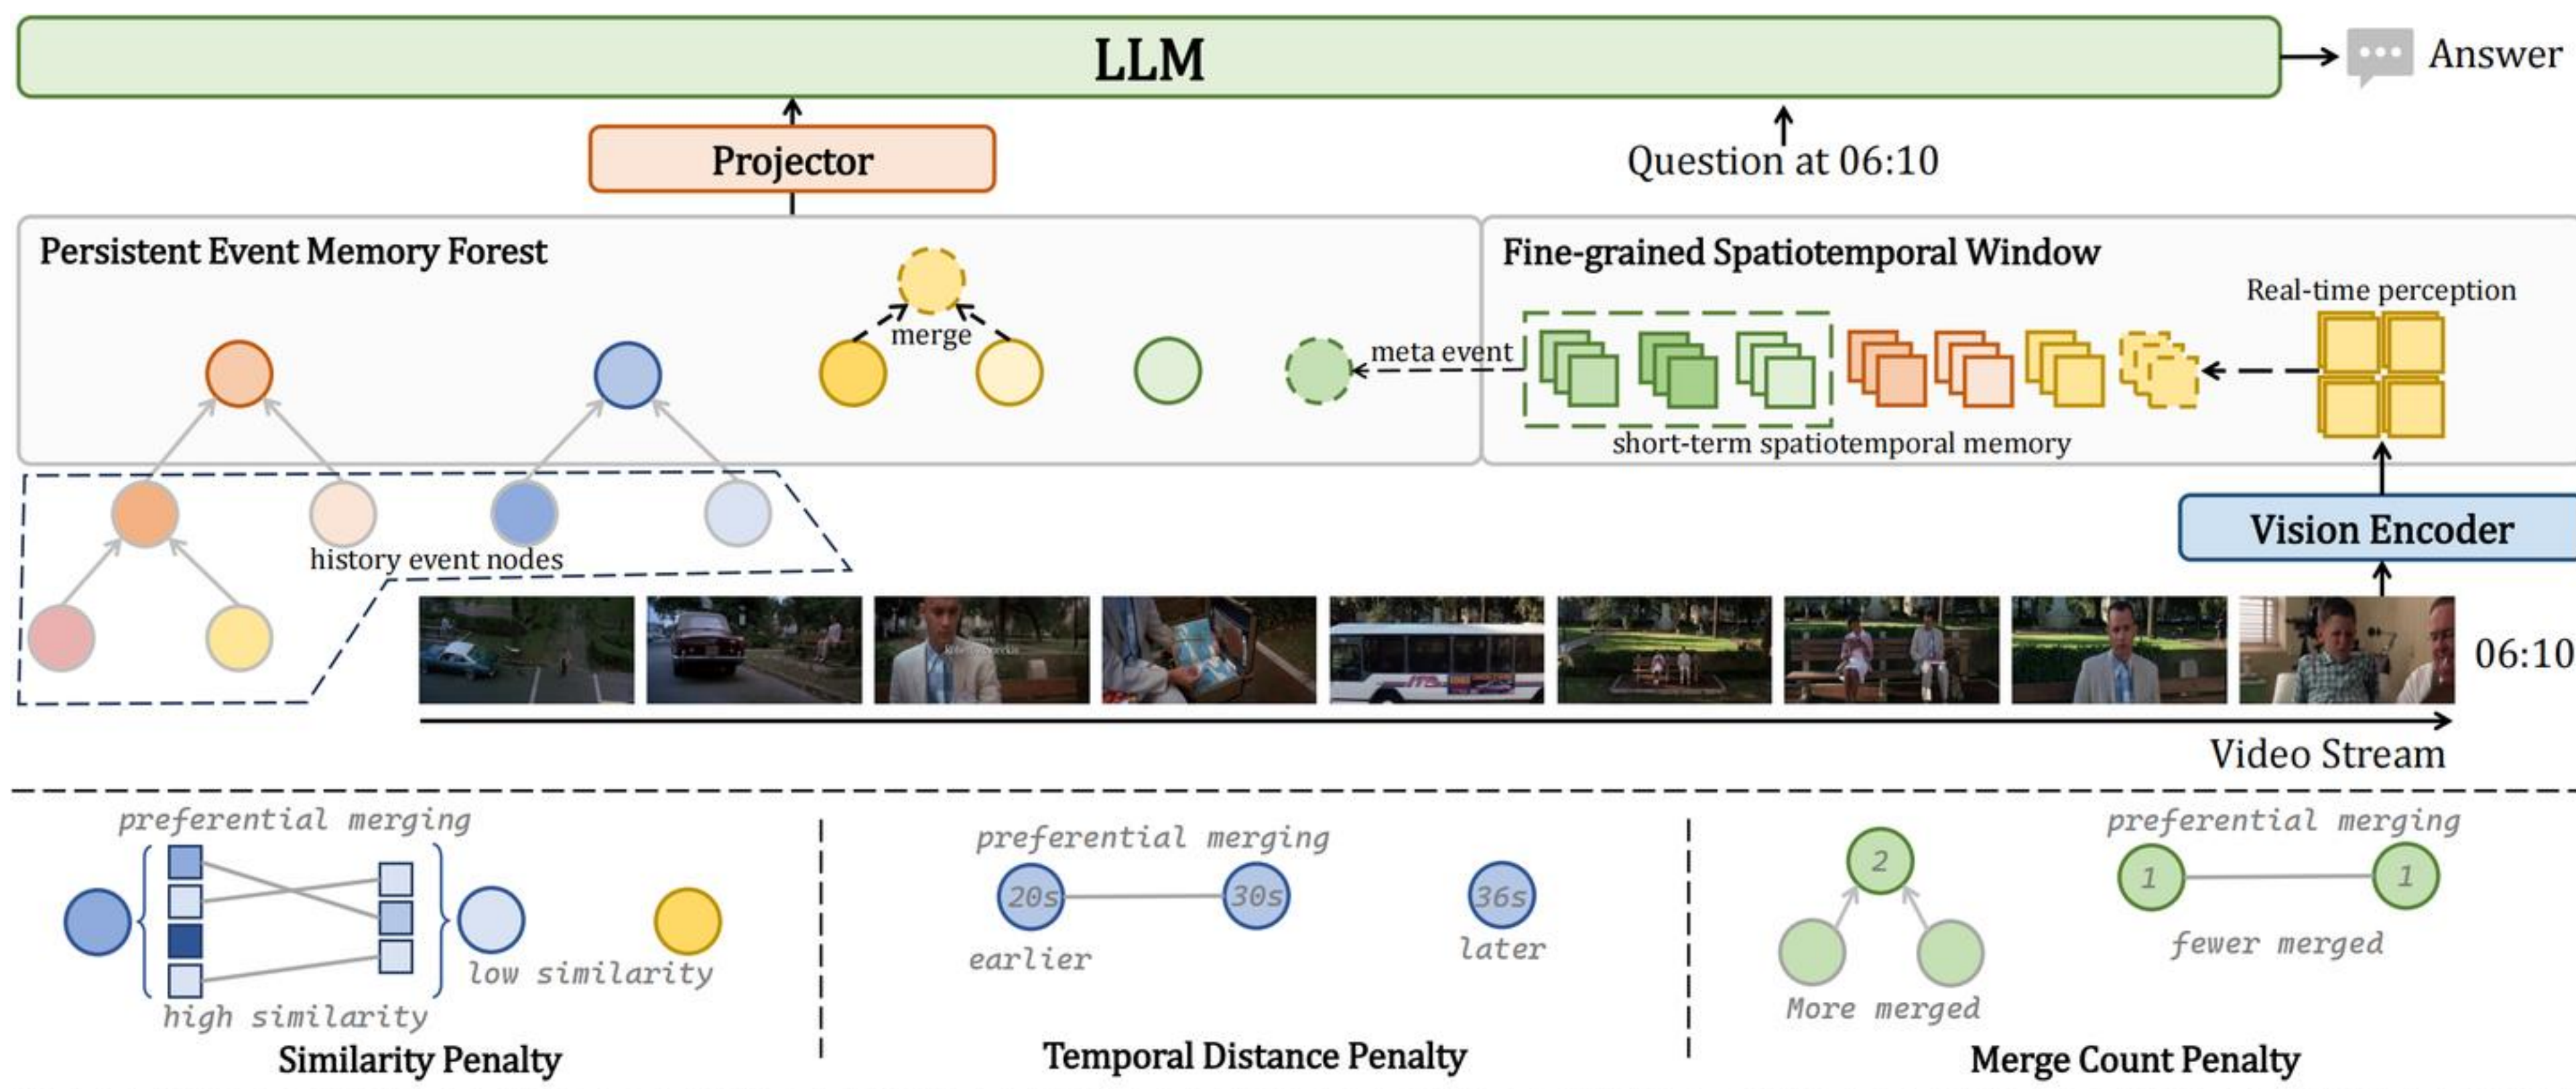 LLM
Answer
Projector
Question at 06:10
Persistent Event Memory Forest
Fine-grained Spatiotemporal Window
Real-time perception
merge
meta event
short-term spatiotemporal memory
Vision Encoder
history event nodes
06:10
Video Stream
preferential merging
preferential merging
preferential merging
2
1
1
20s
30s
36s
earlier
later
fewer merged
low similarity
high similarity
More merged
Similarity Penalty
Temporal Distance Penalty
Merge Count Penalty